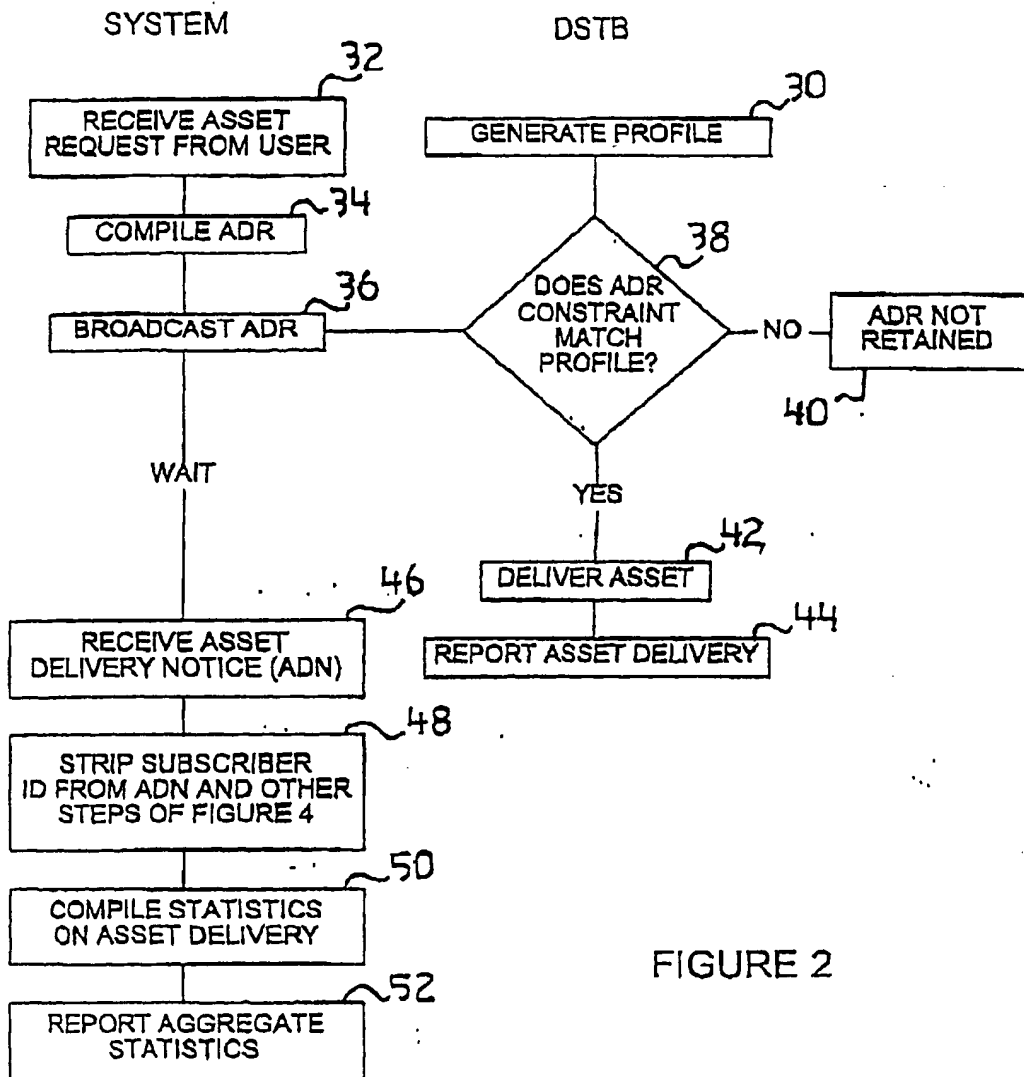 SYSTEM
DSTB
32
RECEIVE ASSET
REQUEST FROM USER
30
GENERATE PROFILE
34
COMPILE ADR
36
BROADCAST ADR
38
DOES ADR
CONSTRAINT
MATCH
PROFILE?
NO
ADR NOT
RETAINED
40
WAIT
YES
42
DELIVER ASSET
44
REPORT ASSET DELIVERY
46
RECEIVE ASSET
DELIVERY NOTICE (ADN)
48
STRIP SUBSCRIBER
ID FROM ADN AND OTHER
STEPS OF FIGURE 4
50
COMPILE STATISTICS
ON ASSET DELIVERY
52
REPORT AGGREGATE
STATISTICS
FIGURE 2